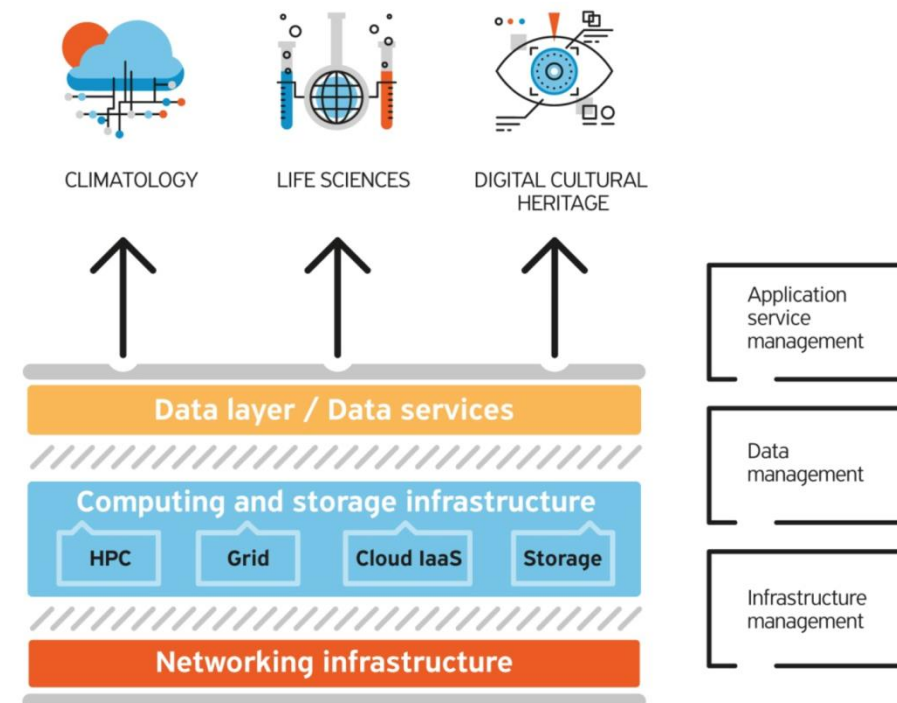 CLIMATOLOGY
LIFE SCIENCES
DIGITAL CULTURAL
HERITAGE
Data layer / Data services
Computing and storage infrastructure
HPC
Grid
Cloud IaaS
Storage
Networking infrastructure
Application
service
management
Data
management
Infrastructure
management